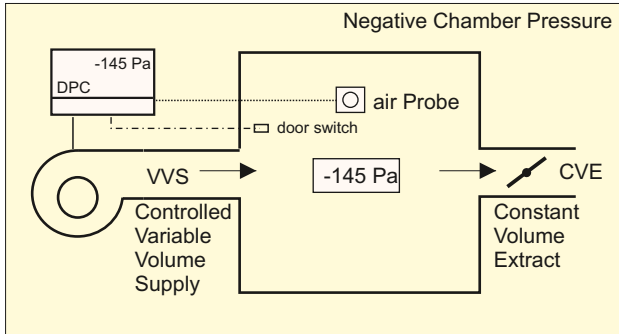 Negative Chamber Pressure
-145 Pa
DPC
air Probe
door switch
VVS
-145 Pa
CVE
Controlled
Variable
Volume
Supply
Constant
Volume
Extract